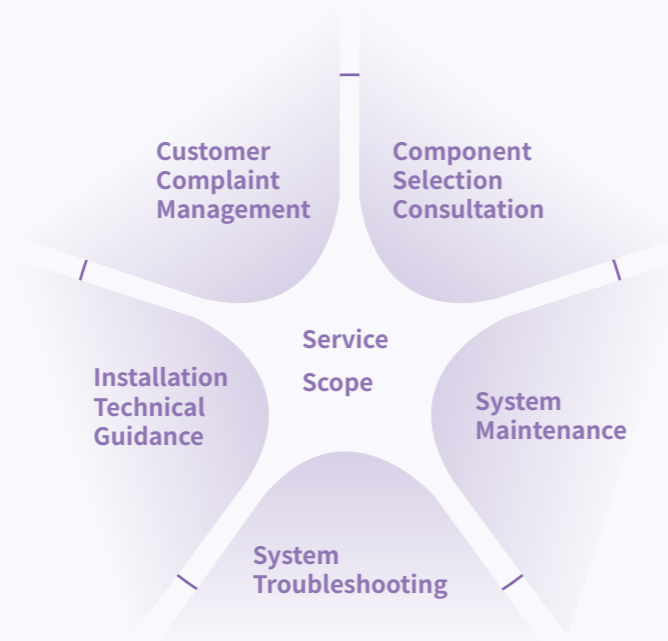 Customer
Complaint
Management
Component
Selection
Consultation
Service
Scope
Installation
Technical
Guidance
System
Maintenance
System
Troubleshooting